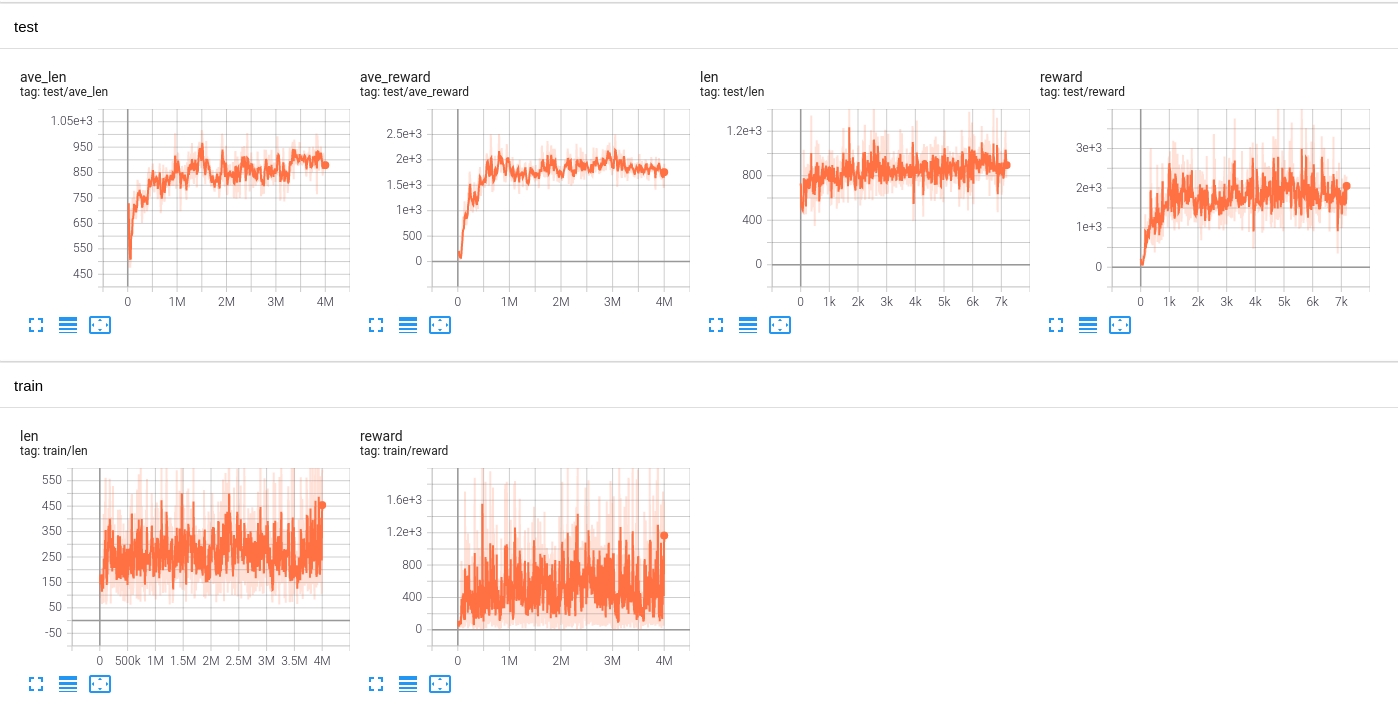 test
ave_len
tag: test/ave_len
1.05e+3
950
850
750
650
550
450
0 1M 2M 3M 4M
ave_reward
tag: test/ave_reward
2.5e+3
2e+3
1.5e+3
1e+3
500
0
0 1M 2M 3M 4M
len
tag: test/len
1.2e+3
800
400
0
0 1k 2k 3k 4k 5k 6k 7k
reward
tag: test/reward
3e+3
2e+3
1e+3
0
0 1k 2k 3k 4k 5k 6k 7k
train
len
tag: train/len
550
450
350
250
150
50
-50
0 500k 1M 1.5M 2M 2.5M 3M 3.5M 4M
reward
tag: train/reward
1.6e+3
1.2e+3
800
400
0
0 1M 2M 3M 4M